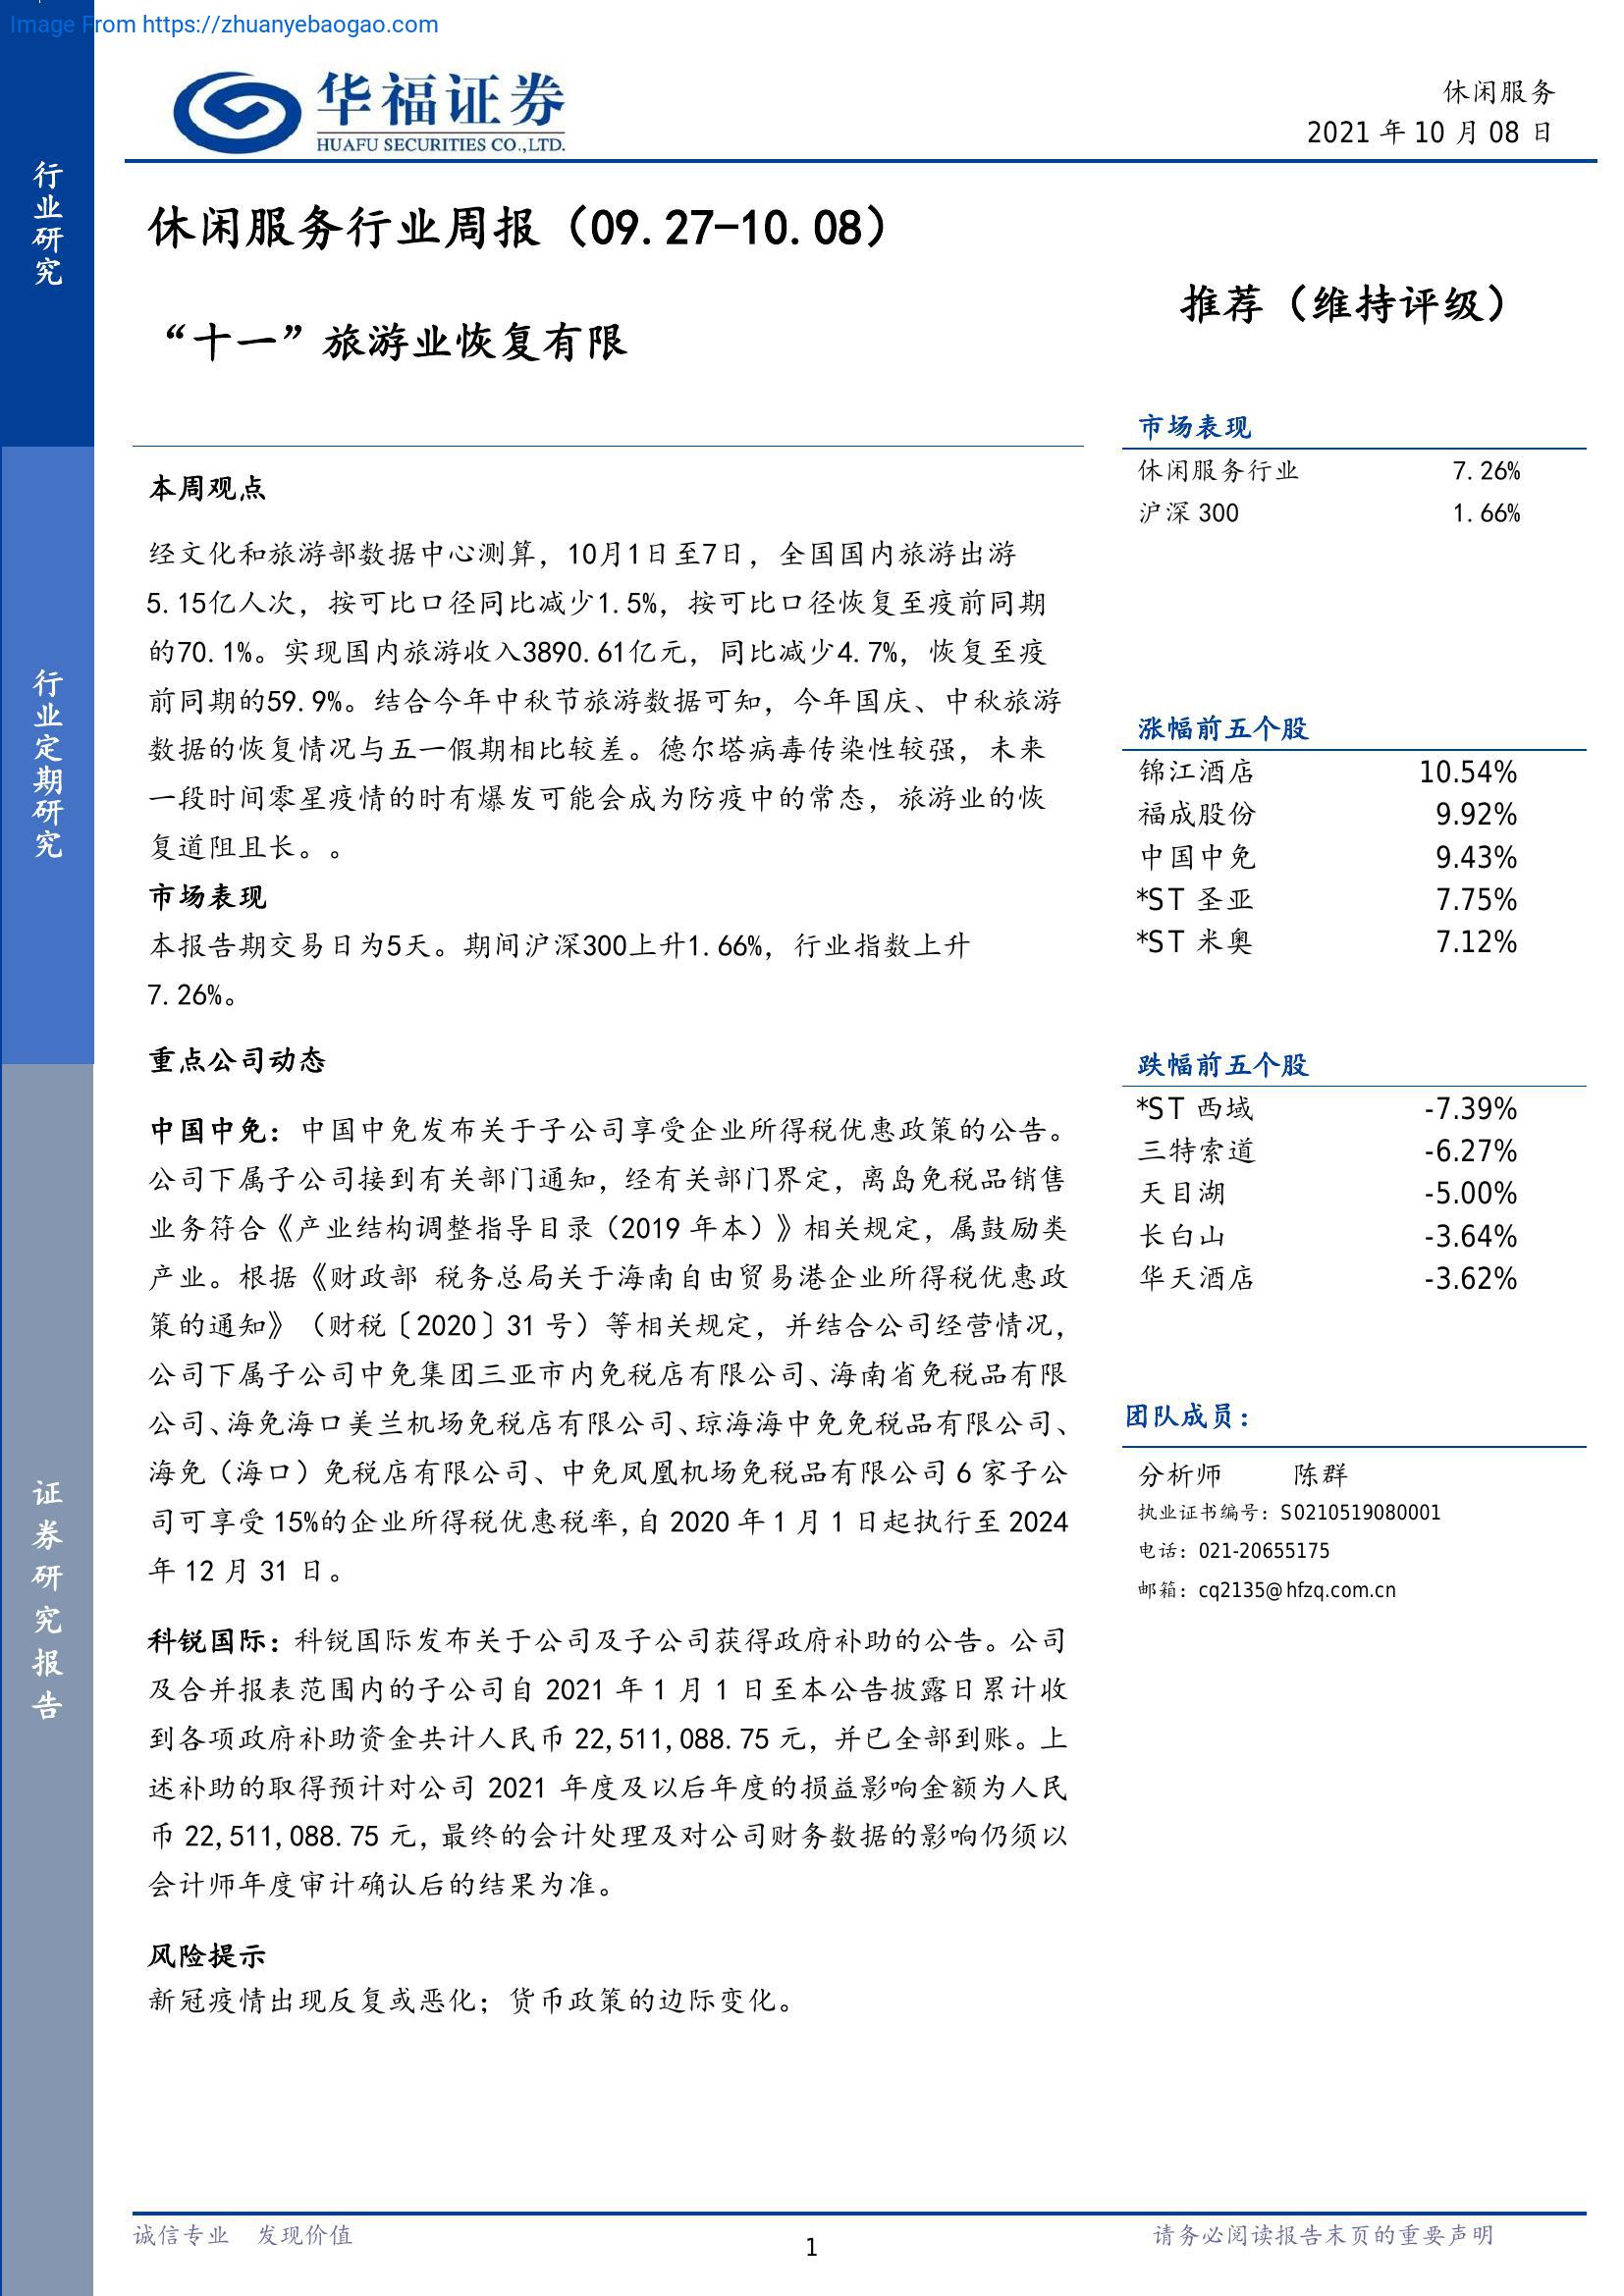 Image From https://zhuanyebaogao.com
华福证券
HUAFU SECURITIES CO.,LTD.
休闲服务
2021 年 10 月 08 日
行业研究
行业定期研究
证券研究报告
休闲服务行业周报（09.27-10.08）
“十一”旅游业恢复有限
推荐（维持评级）
本周观点
经文化和旅游部数据中心测算，10月1日至7日，全国国内旅游出游
5.15亿人次，按可比口径同比减少1.5%，按可比口径恢复至疫前同期
的70.1%。实现国内旅游收入3890.61亿元，同比减少4.7%，恢复至疫
前同期的59.9%。结合今年中秋节旅游数据可知，今年国庆、中秋旅游
数据的恢复情况与五一假期相比较差。德尔塔病毒传染性较强，未来
一段时间零星疫情的时有爆发可能会成为防疫中的常态，旅游业的恢
复道阻且长。。
市场表现
本报告期交易日为5天。期间沪深300上升1.66%，行业指数上升
7.26%。
重点公司动态
中国中免：中国中免发布关于子公司享受企业所得税优惠政策的公告。
公司下属子公司接到有关部门通知，经有关部门界定，离岛免税品销售
业务符合《产业结构调整指导目录（2019 年本）》相关规定，属鼓励类
产业。根据《财政部 税务总局关于海南自由贸易港企业所得税优惠政
策的通知》（财税〔2020〕31 号）等相关规定，并结合公司经营情况，
公司下属子公司中免集团三亚市内免税店有限公司、海南省免税品有限
公司、海免海口美兰机场免税店有限公司、琼海海中免免税品有限公司、
海免（海口）免税店有限公司、中免凤凰机场免税品有限公司 6 家子公
司可享受 15%的企业所得税优惠税率，自 2020 年 1 月 1 日起执行至 2024
年 12 月 31 日。
科锐国际：科锐国际发布关于公司及子公司获得政府补助的公告。公司
及合并报表范围内的子公司自 2021 年 1 月 1 日至本公告披露日累计收
到各项政府补助资金共计人民币 22,511,088.75 元，并已全部到账。上
述补助的取得预计对公司 2021 年度及以后年度的损益影响金额为人民
币 22,511,088.75 元，最终的会计处理及对公司财务数据的影响仍须以
会计师年度审计确认后的结果为准。
风险提示
新冠疫情出现反复或恶化；货币政策的边际变化。
市场表现
休闲服务行业 7.26%
沪深 300 1.66%
涨幅前五个股
锦江酒店 10.54%
福成股份 9.92%
中国中免 9.43%
*ST 圣亚 7.75%
*ST 米奥 7.12%
跌幅前五个股
*ST 西域 -7.39%
三特索道 -6.27%
天目湖 -5.00%
长白山 -3.64%
华天酒店 -3.62%
团队成员：
分析师 陈群
执业证书编号：S0210519080001
电话：021-20655175
邮箱：cq2135@hfzq.com.cn
诚信专业 发现价值
1
请务必阅读报告末页的重要声明